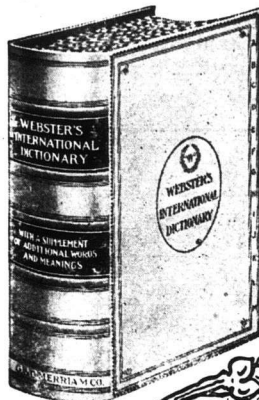 WEBSTER'S
INTERNATIONAL
DICTIONARY
WITH A SUPPLEMENT
OF ADDITIONAL WORDS
AND MEANINGS
MERRIAM CO.
WEBSTER'S
INTERNATIONAL
DICTIONARY